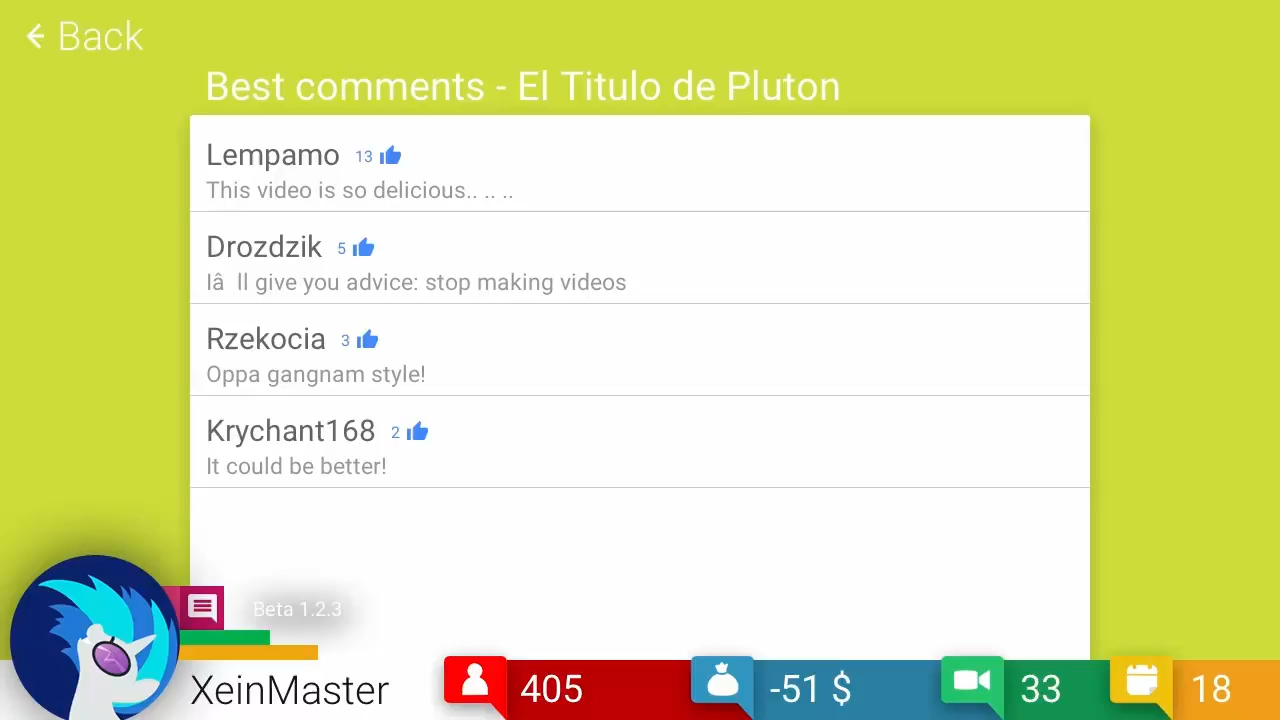 Back
Best comments - El Titulo de Pluton
Lempamo 13
This video is so delicious.. .. ..
Drozdzik 5
Iâ  ll give you advice: stop making videos
Rzekocia 3
Oppa gangnam style!
Krychant168 2
It could be better!
Beta 1.2.3
XeinMaster 405 -51 $ 33 18